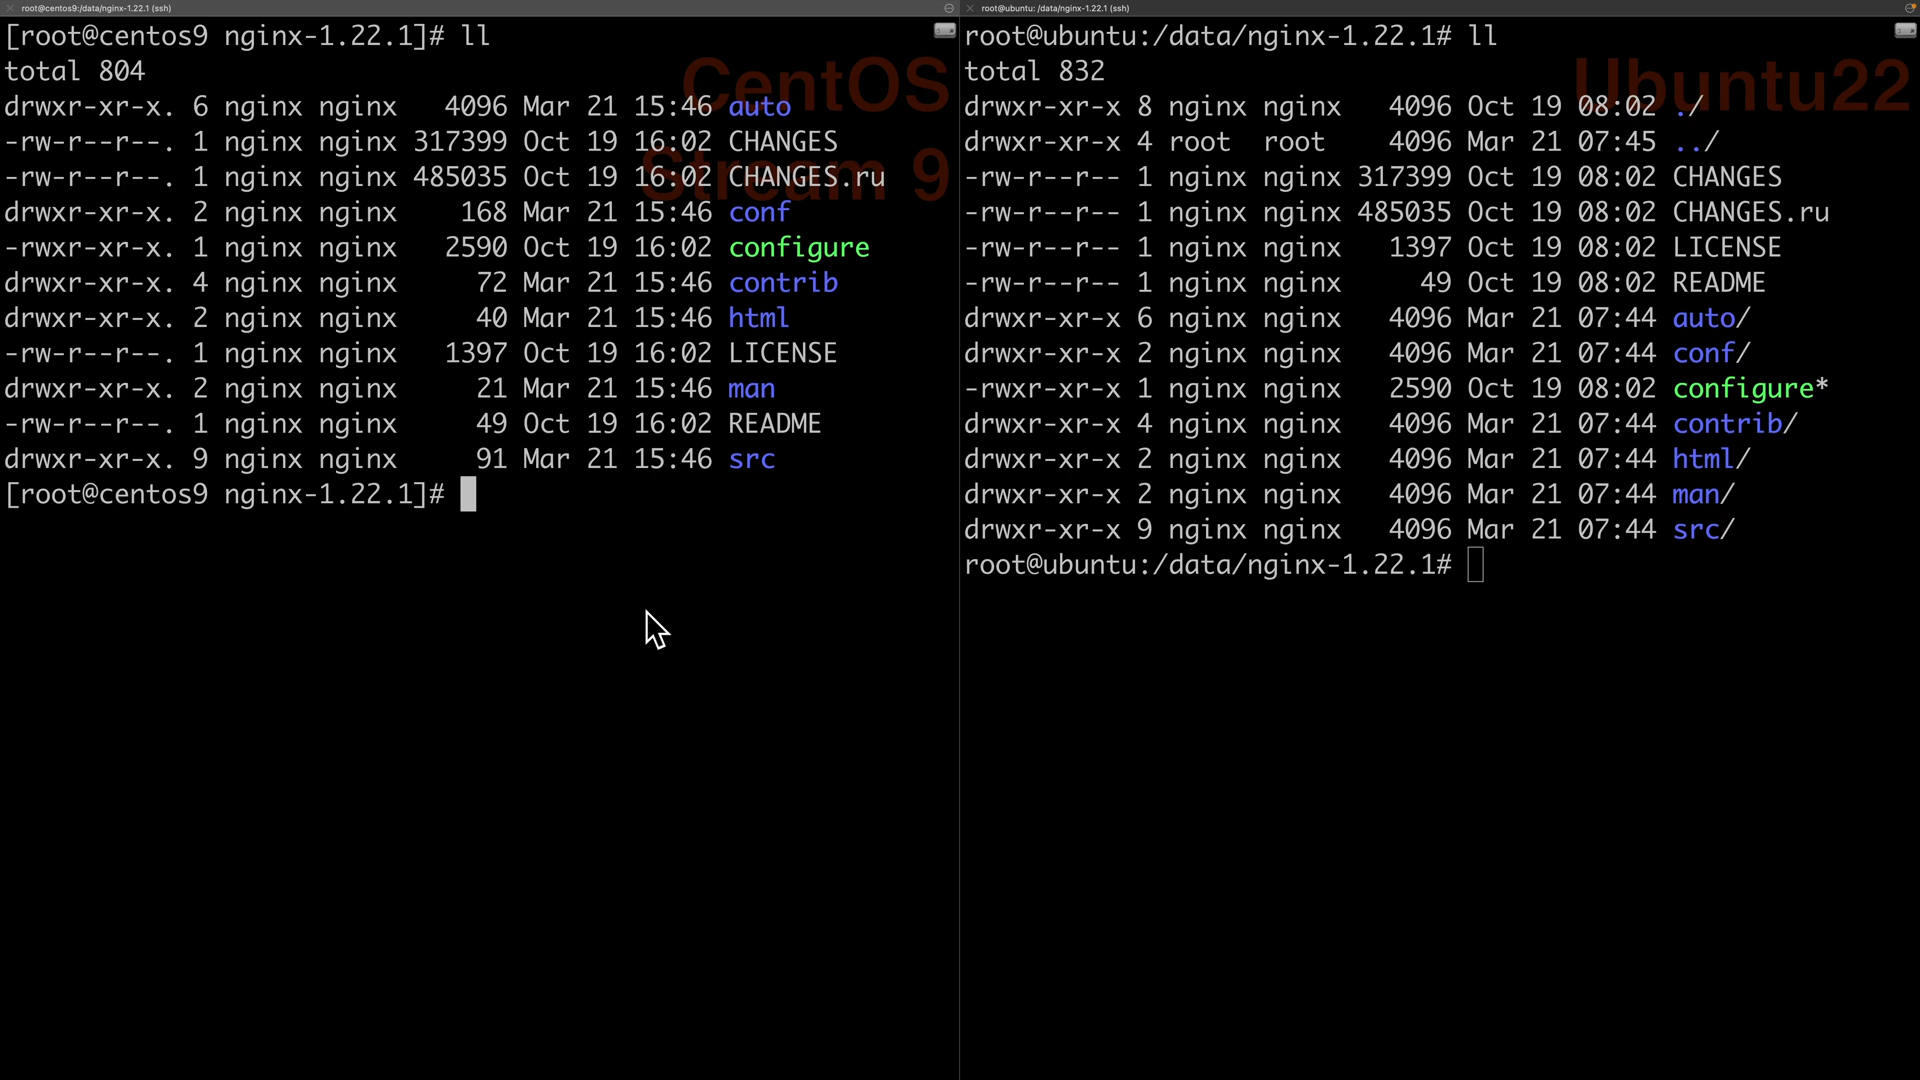 root@centos9:/data/nginx-1.22.1 (ssh)
[root@centos9 nginx-1.22.1]# ll
total 804
drwxr-xr-x. 6 nginx nginx   4096 Mar 21 15:46 auto
-rw-r--r--. 1 nginx nginx 317399 Oct 19 16:02 CHANGES
-rw-r--r--. 1 nginx nginx 485035 Oct 19 16:02 CHANGES.ru
drwxr-xr-x. 2 nginx nginx    168 Mar 21 15:46 conf
-rwxr-xr-x. 1 nginx nginx   2590 Oct 19 16:02 configure
drwxr-xr-x. 4 nginx nginx     72 Mar 21 15:46 contrib
drwxr-xr-x. 2 nginx nginx     40 Mar 21 15:46 html
-rw-r--r--. 1 nginx nginx   1397 Oct 19 16:02 LICENSE
drwxr-xr-x. 2 nginx nginx     21 Mar 21 15:46 man
-rw-r--r--. 1 nginx nginx     49 Oct 19 16:02 README
drwxr-xr-x. 9 nginx nginx     91 Mar 21 15:46 src
[root@centos9 nginx-1.22.1]#
CentOS
Stream 9
root@ubuntu: /data/nginx-1.22.1 (ssh)
root@ubuntu:/data/nginx-1.22.1# ll
total 832
drwxr-xr-x 8 nginx nginx   4096 Oct 19 08:02 ./
drwxr-xr-x 4 root  root    4096 Mar 21 07:45 ../
-rw-r--r-- 1 nginx nginx 317399 Oct 19 08:02 CHANGES
-rw-r--r-- 1 nginx nginx 485035 Oct 19 08:02 CHANGES.ru
-rw-r--r-- 1 nginx nginx   1397 Oct 19 08:02 LICENSE
-rw-r--r-- 1 nginx nginx     49 Oct 19 08:02 README
drwxr-xr-x 6 nginx nginx   4096 Mar 21 07:44 auto/
drwxr-xr-x 2 nginx nginx   4096 Mar 21 07:44 conf/
-rwxr-xr-x 1 nginx nginx   2590 Oct 19 08:02 configure*
drwxr-xr-x 4 nginx nginx   4096 Mar 21 07:44 contrib/
drwxr-xr-x 2 nginx nginx   4096 Mar 21 07:44 html/
drwxr-xr-x 2 nginx nginx   4096 Mar 21 07:44 man/
drwxr-xr-x 9 nginx nginx   4096 Mar 21 07:44 src/
root@ubuntu:/data/nginx-1.22.1#
Ubuntu22